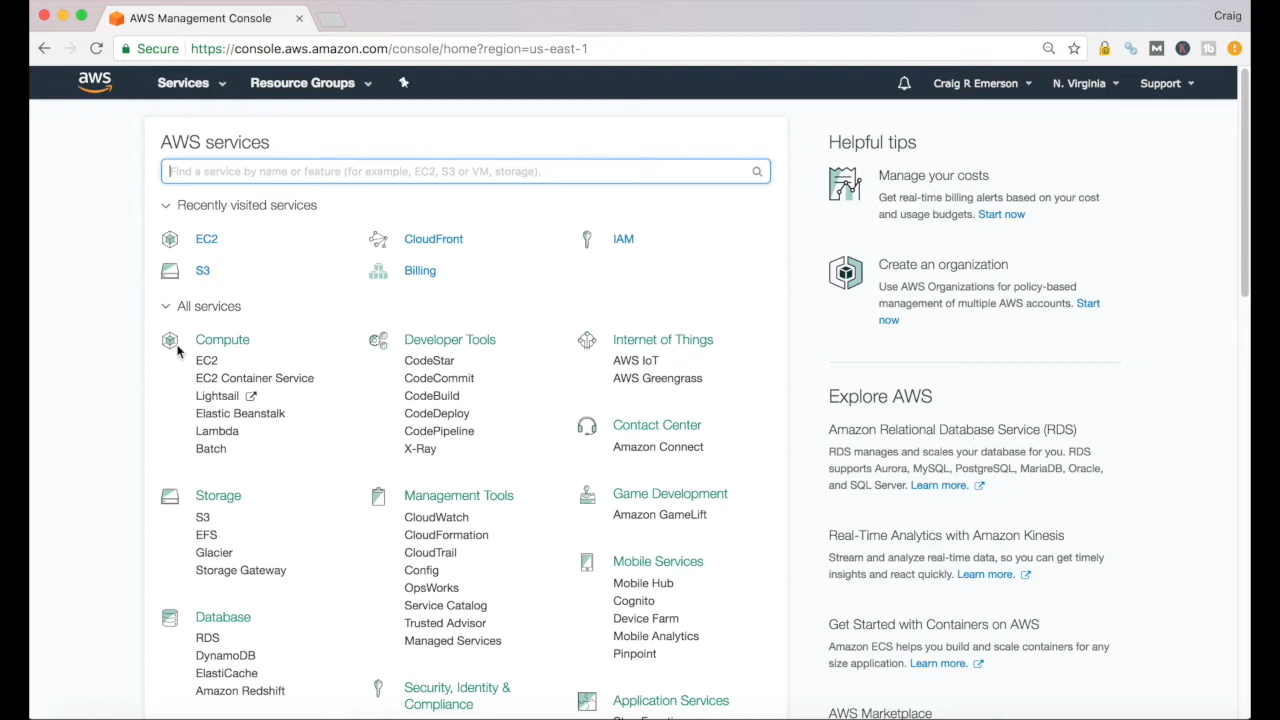 AWS Management Console
Craig
Secure https://console.aws.amazon.com/console/home?region=us-east-1
aws Services Resource Groups Craig R Emerson N. Virginia Support
AWS services
Find a service by name or feature (for example, EC2, S3 or VM, storage).
Recently visited services
EC2 CloudFront IAM
S3 Billing
All services
Compute
EC2
EC2 Container Service
Lightsail
Elastic Beanstalk
Lambda
Batch
Storage
S3
EFS
Glacier
Storage Gateway
Database
RDS
DynamoDB
ElastiCache
Amazon Redshift
Developer Tools
CodeStar
CodeCommit
CodeBuild
CodeDeploy
CodePipeline
X-Ray
Management Tools
CloudWatch
CloudFormation
CloudTrail
Config
OpsWorks
Service Catalog
Trusted Advisor
Managed Services
Security, Identity &
Compliance
Internet of Things
AWS IoT
AWS Greengrass
Contact Center
Amazon Connect
Game Development
Amazon GameLift
Mobile Services
Mobile Hub
Cognito
Device Farm
Mobile Analytics
Pinpoint
Application Services
Helpful tips
Manage your costs
Get real-time billing alerts based on your cost
and usage budgets. Start now
Create an organization
Use AWS Organizations for policy-based
management of multiple AWS accounts. Start
now
Explore AWS
Amazon Relational Database Service (RDS)
RDS manages and scales your database for you. RDS
supports Aurora, MySQL, PostgreSQL, MariaDB, Oracle,
and SQL Server. Learn more.
Real-Time Analytics with Amazon Kinesis
Stream and analyze real-time data, so you can get timely
insights and react quickly. Learn more.
Get Started with Containers on AWS
Amazon ECS helps you build and scale containers for any
size application. Learn more.
AWS Marketplace